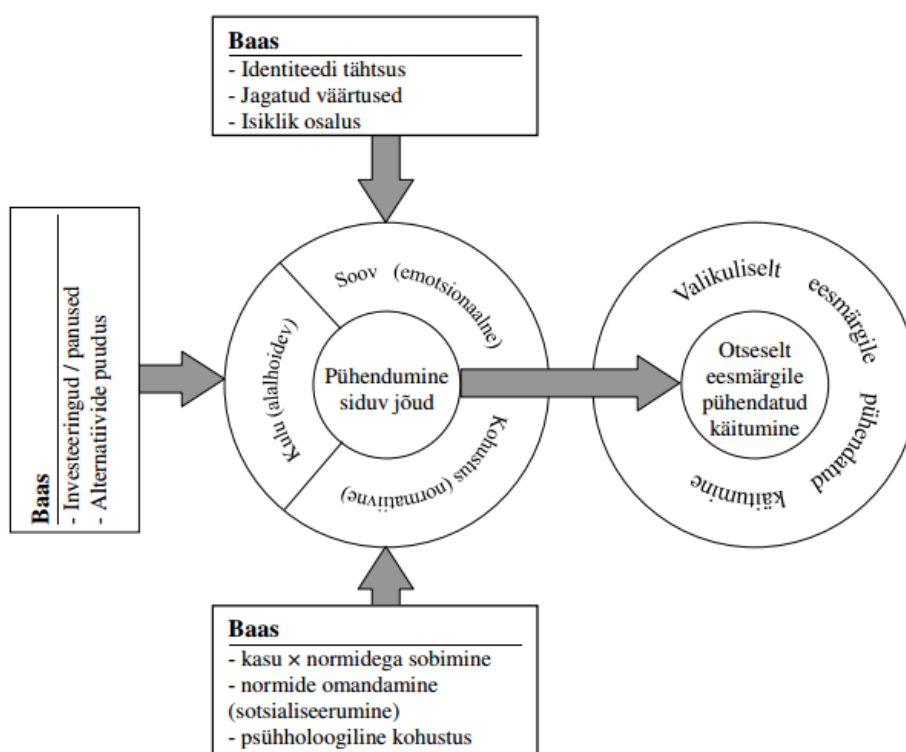 Baas
- Identiteedi tähtsus
- Jagatud väärtused
- Isiklik osalus
Baas
- Investeeringud / panused
- Alternatiivide puudus
Soov (emotsionaalne)
Kulu (alalhoidev)
Kohustus (normatiivne)
Pühendumine
siduv jõud
Valikuliselt eesmärgile pühendatud käitumine
Otseselt
eesmärgile
pühendatud
käitumine
Baas
- kasu × normidega sobimine
- normide omandamine
(sotsialiseerumine)
- psühholoogiline kohustus